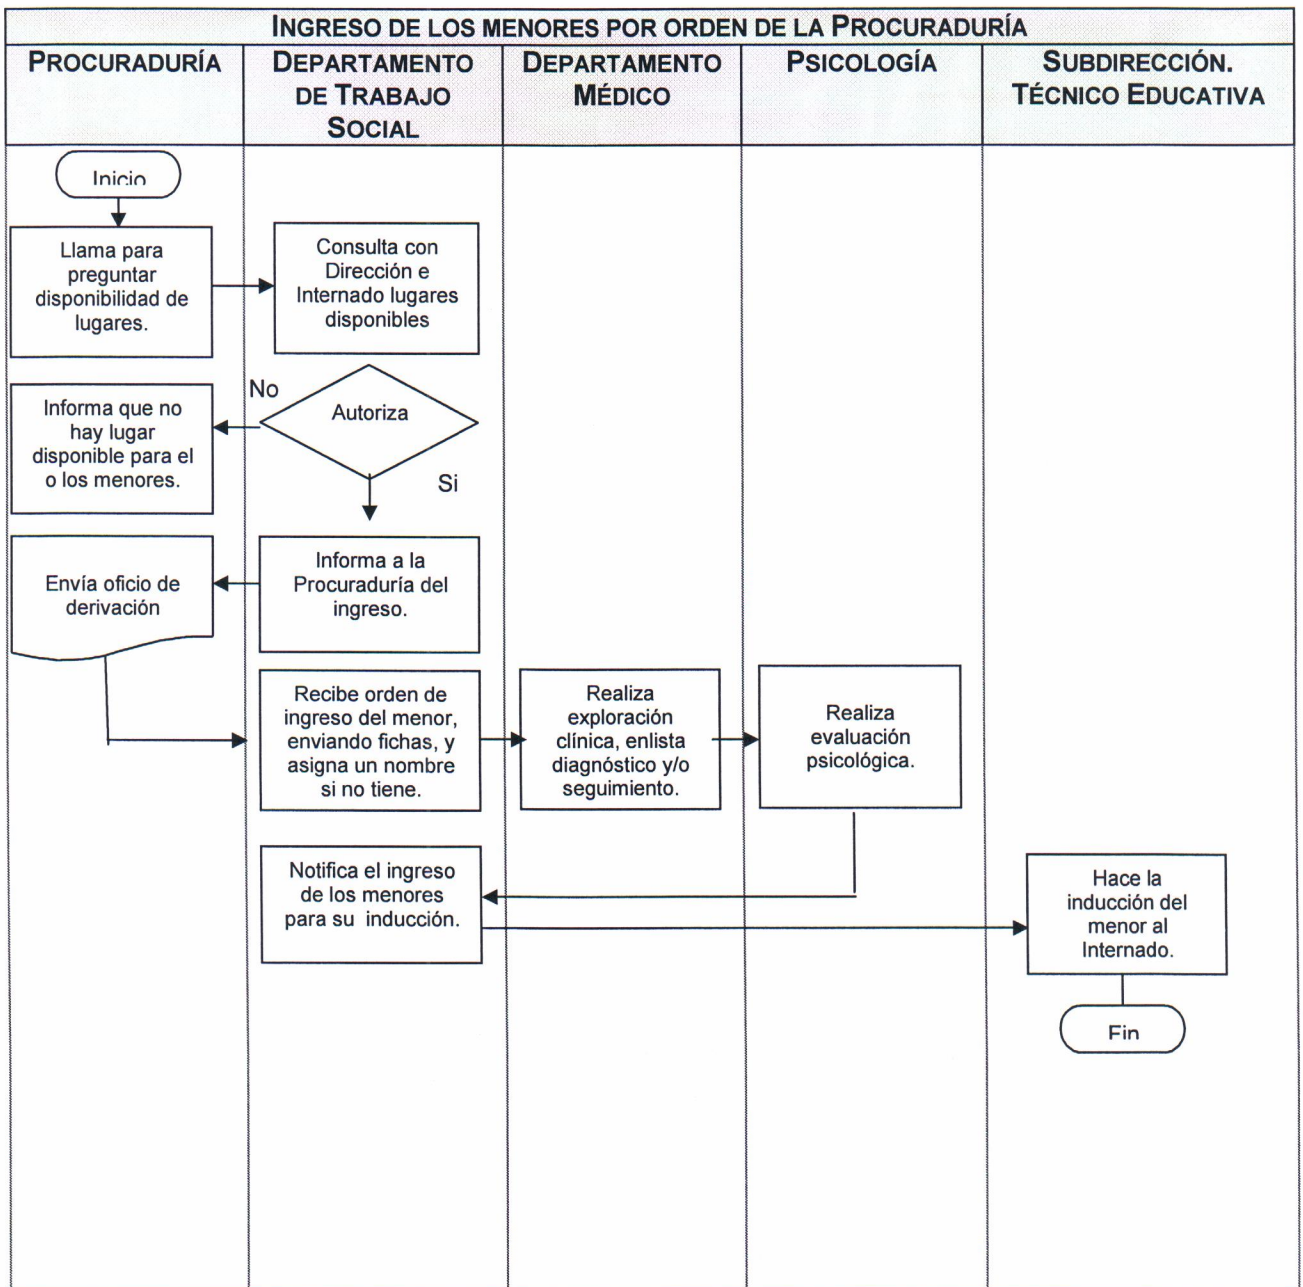 INGRESO DE LOS MENORES POR ORDEN DE LA PROCURADURÍA
PROCURADURÍA
DEPARTAMENTO
DE TRABAJO
SOCIAL
DEPARTAMENTO
MÉDICO
PSICOLOGÍA
SUBDIRECCIÓN.
TÉCNICO EDUCATIVA
Inicio
Llama para
preguntar
disponibilidad de
lugares.
Consulta con
Dirección e
Internado lugares
disponibles
No
Autoriza
Informa que no
hay lugar
disponible para el
o los menores.
Si
Informa a la
Procuraduría del
ingreso.
Envía oficio de
derivación
Recibe orden de
ingreso del menor,
enviando fichas, y
asigna un nombre
si no tiene.
Realiza
exploración
clínica, enlista
diagnóstico y/o
seguimiento.
Realiza
evaluación
psicológica.
Notifica el ingreso
de los menores
para su inducción.
Hace la
inducción del
menor al
Internado.
Fin